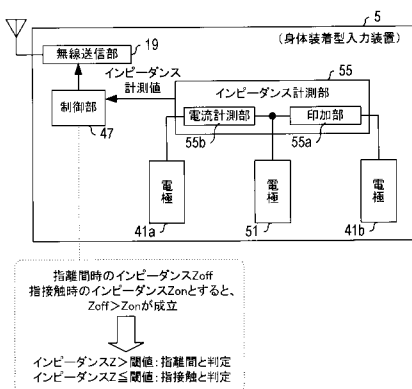 5
(身体装着型入力装置)
無線送信部
19
インピーダンス
計測値
55
インピーダンス計測部
制御部
電流計測部
印加部
47
55b
55a
電極
電極
電極
41a
51
41b
指離間時のインピーダンスZoff
指接触時のインピーダンスZonとすると、
Zoff>Zonが成立
インピーダンスZ>閾値:指離間と判定
インピーダンスZ≦閾値:指接触と判定